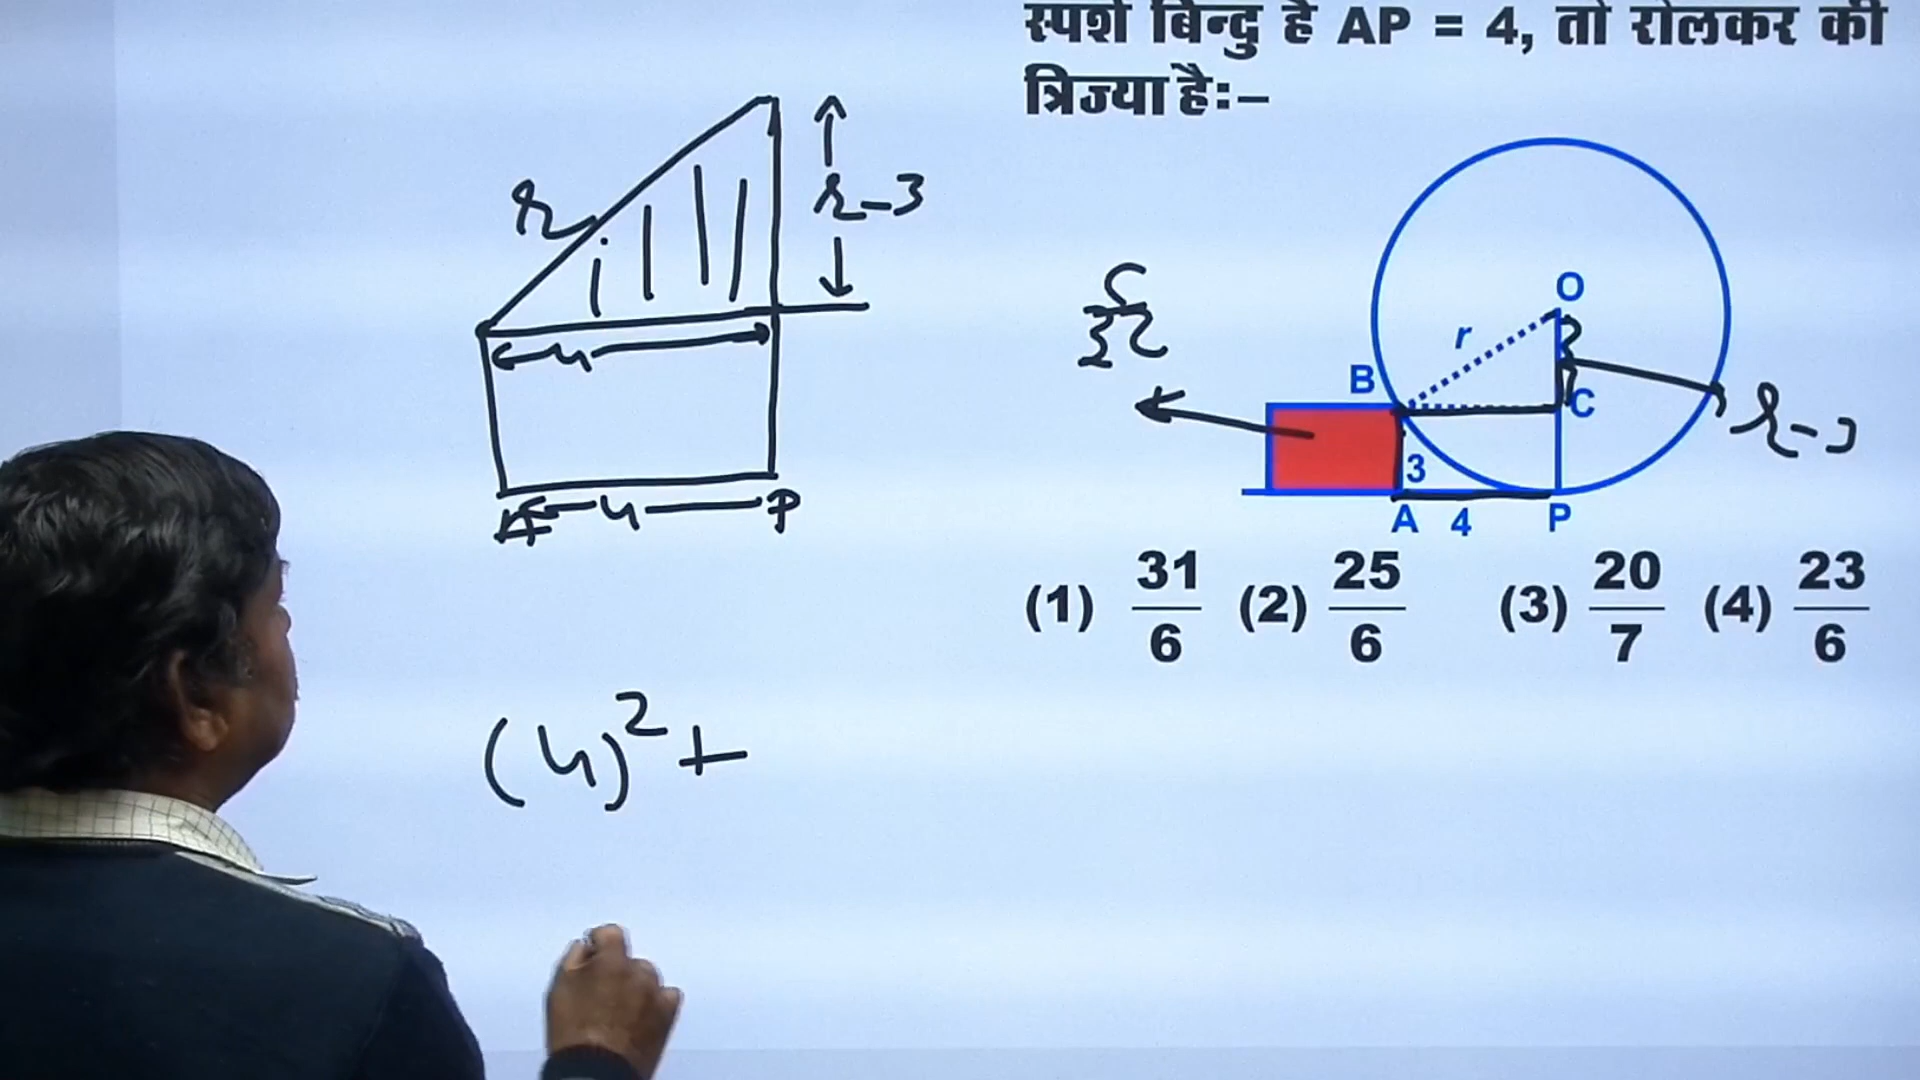 स्पर्श बिन्दु है AP = 4, तो रोलकर की
त्रिज्या है:–
r
r-3
4
4
P
A
(4)² +
O
r
B
C
r-3
3
A 4 P
(1) 31/6 (2) 25/6 (3) 20/7 (4) 23/6